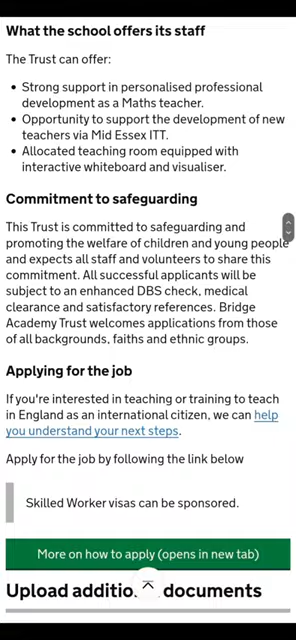 What the school offers its staff
The Trust can offer:
• Strong support in personalised professional
development as a Maths teacher.
• Opportunity to support the development of new
teachers via Mid Essex ITT.
• Allocated teaching room equipped with
interactive whiteboard and visualiser.
Commitment to safeguarding
This Trust is committed to safeguarding and
promoting the welfare of children and young people
and expects all staff and volunteers to share this
commitment. All successful applicants will be
subject to an enhanced DBS check, medical
clearance and satisfactory references. Bridge
Academy Trust welcomes applications from those
of all backgrounds, faiths and ethnic groups.
Applying for the job
If you're interested in teaching or training to teach
in England as an international citizen, we can help
you understand your next steps.
Apply for the job by following the link below
Skilled Worker visas can be sponsored.
More on how to apply (opens in new tab)
Upload additional documents